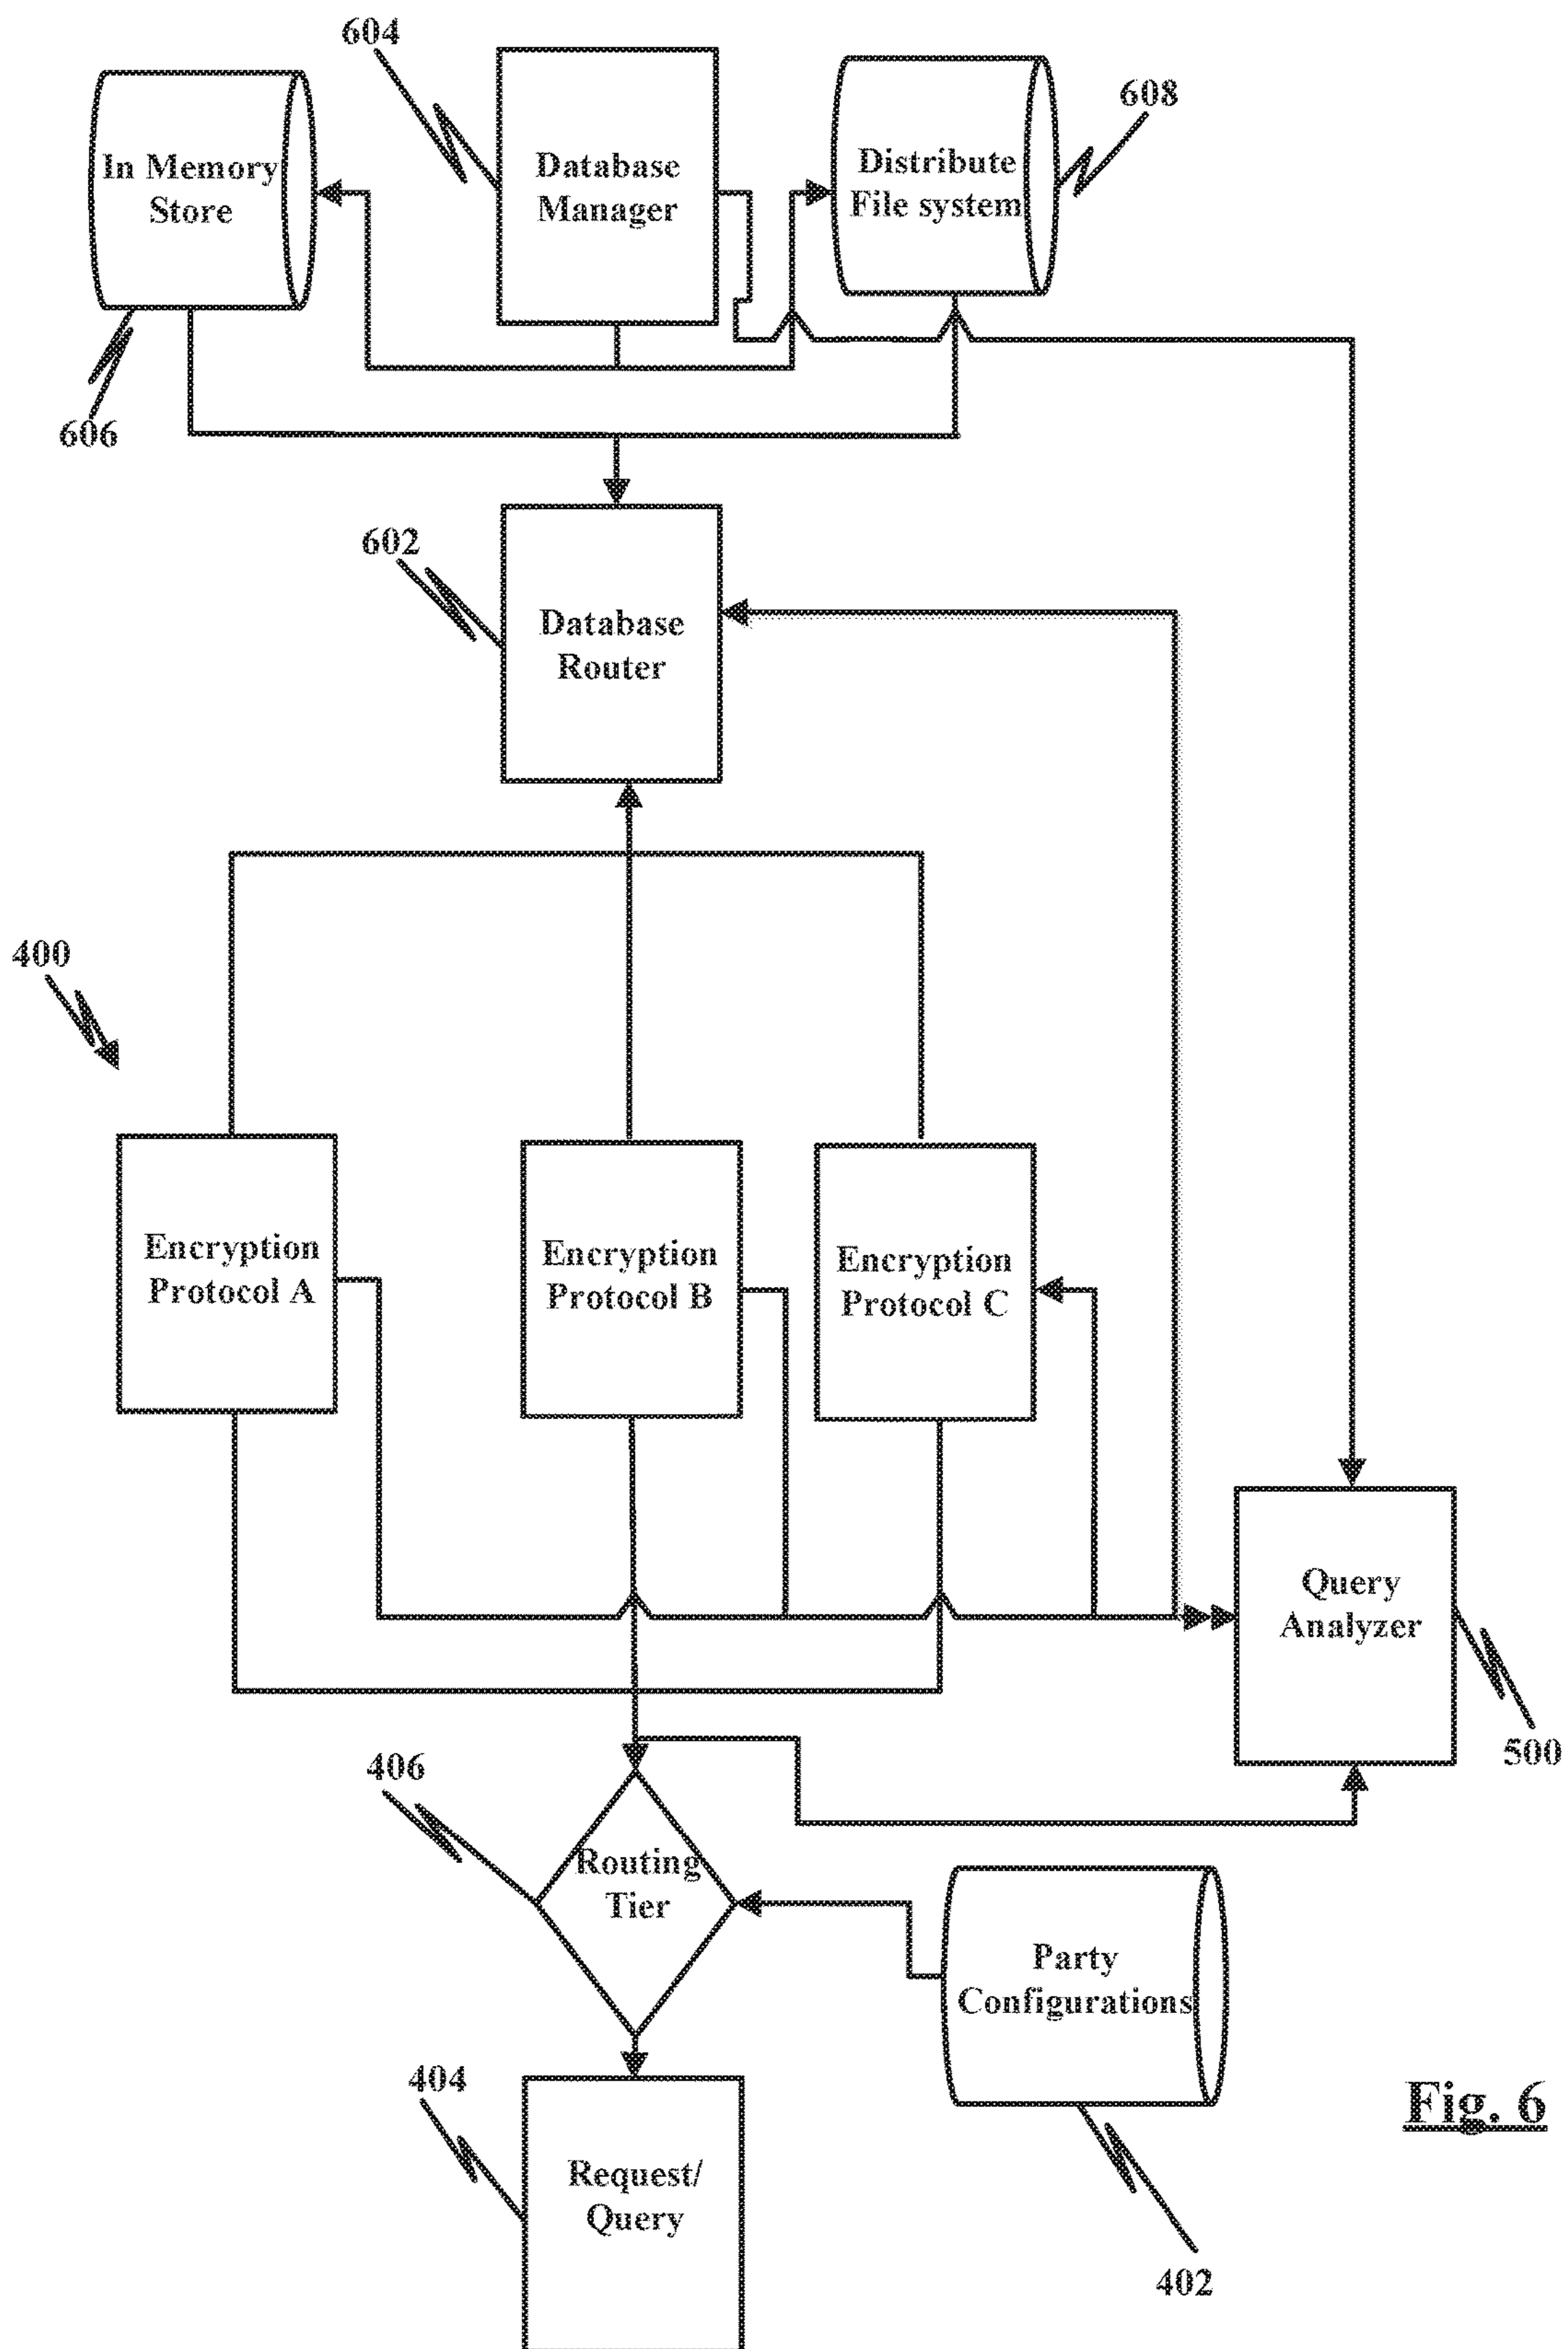 604
608
In Memory
Store
Database
Manager
Distribute
File system
606
602
Database
Router
400
Encryption
Protocol A
Encryption
Protocol B
Encryption
Protocol C
Query
Analyzer
500
406
Routing
Tier
Party
Configurations
404
Request/
Query
402
Fig. 6